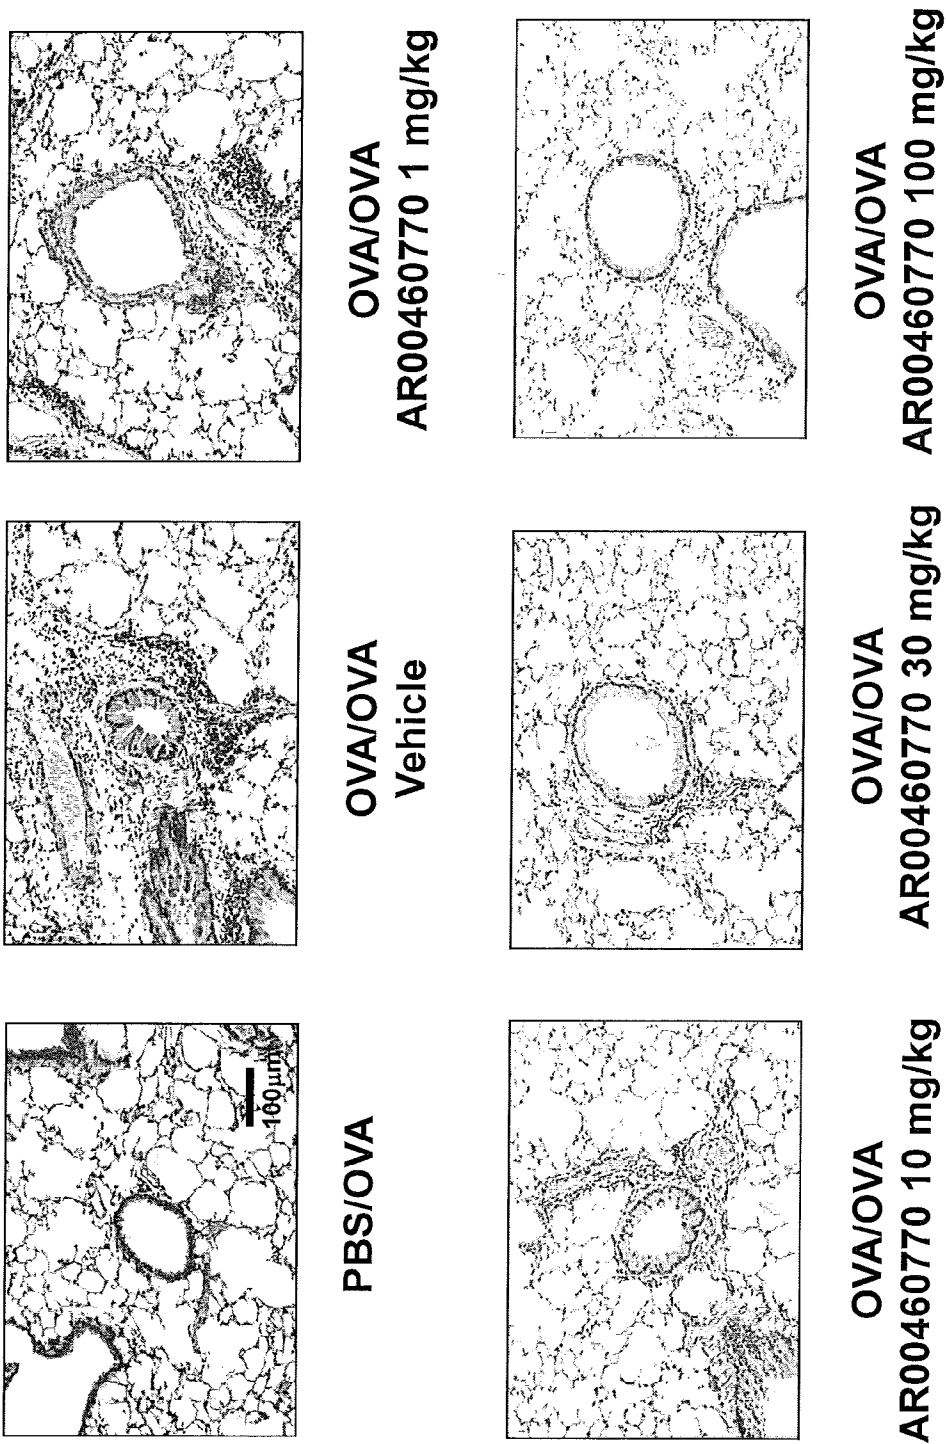 100μm
PBS/OVA
OVA/OVA
Vehicle
OVA/OVA
AR00460770 1 mg/kg
OVA/OVA
AR00460770 10 mg/kg
OVA/OVA
AR00460770 30 mg/kg
OVA/OVA
AR00460770 100 mg/kg